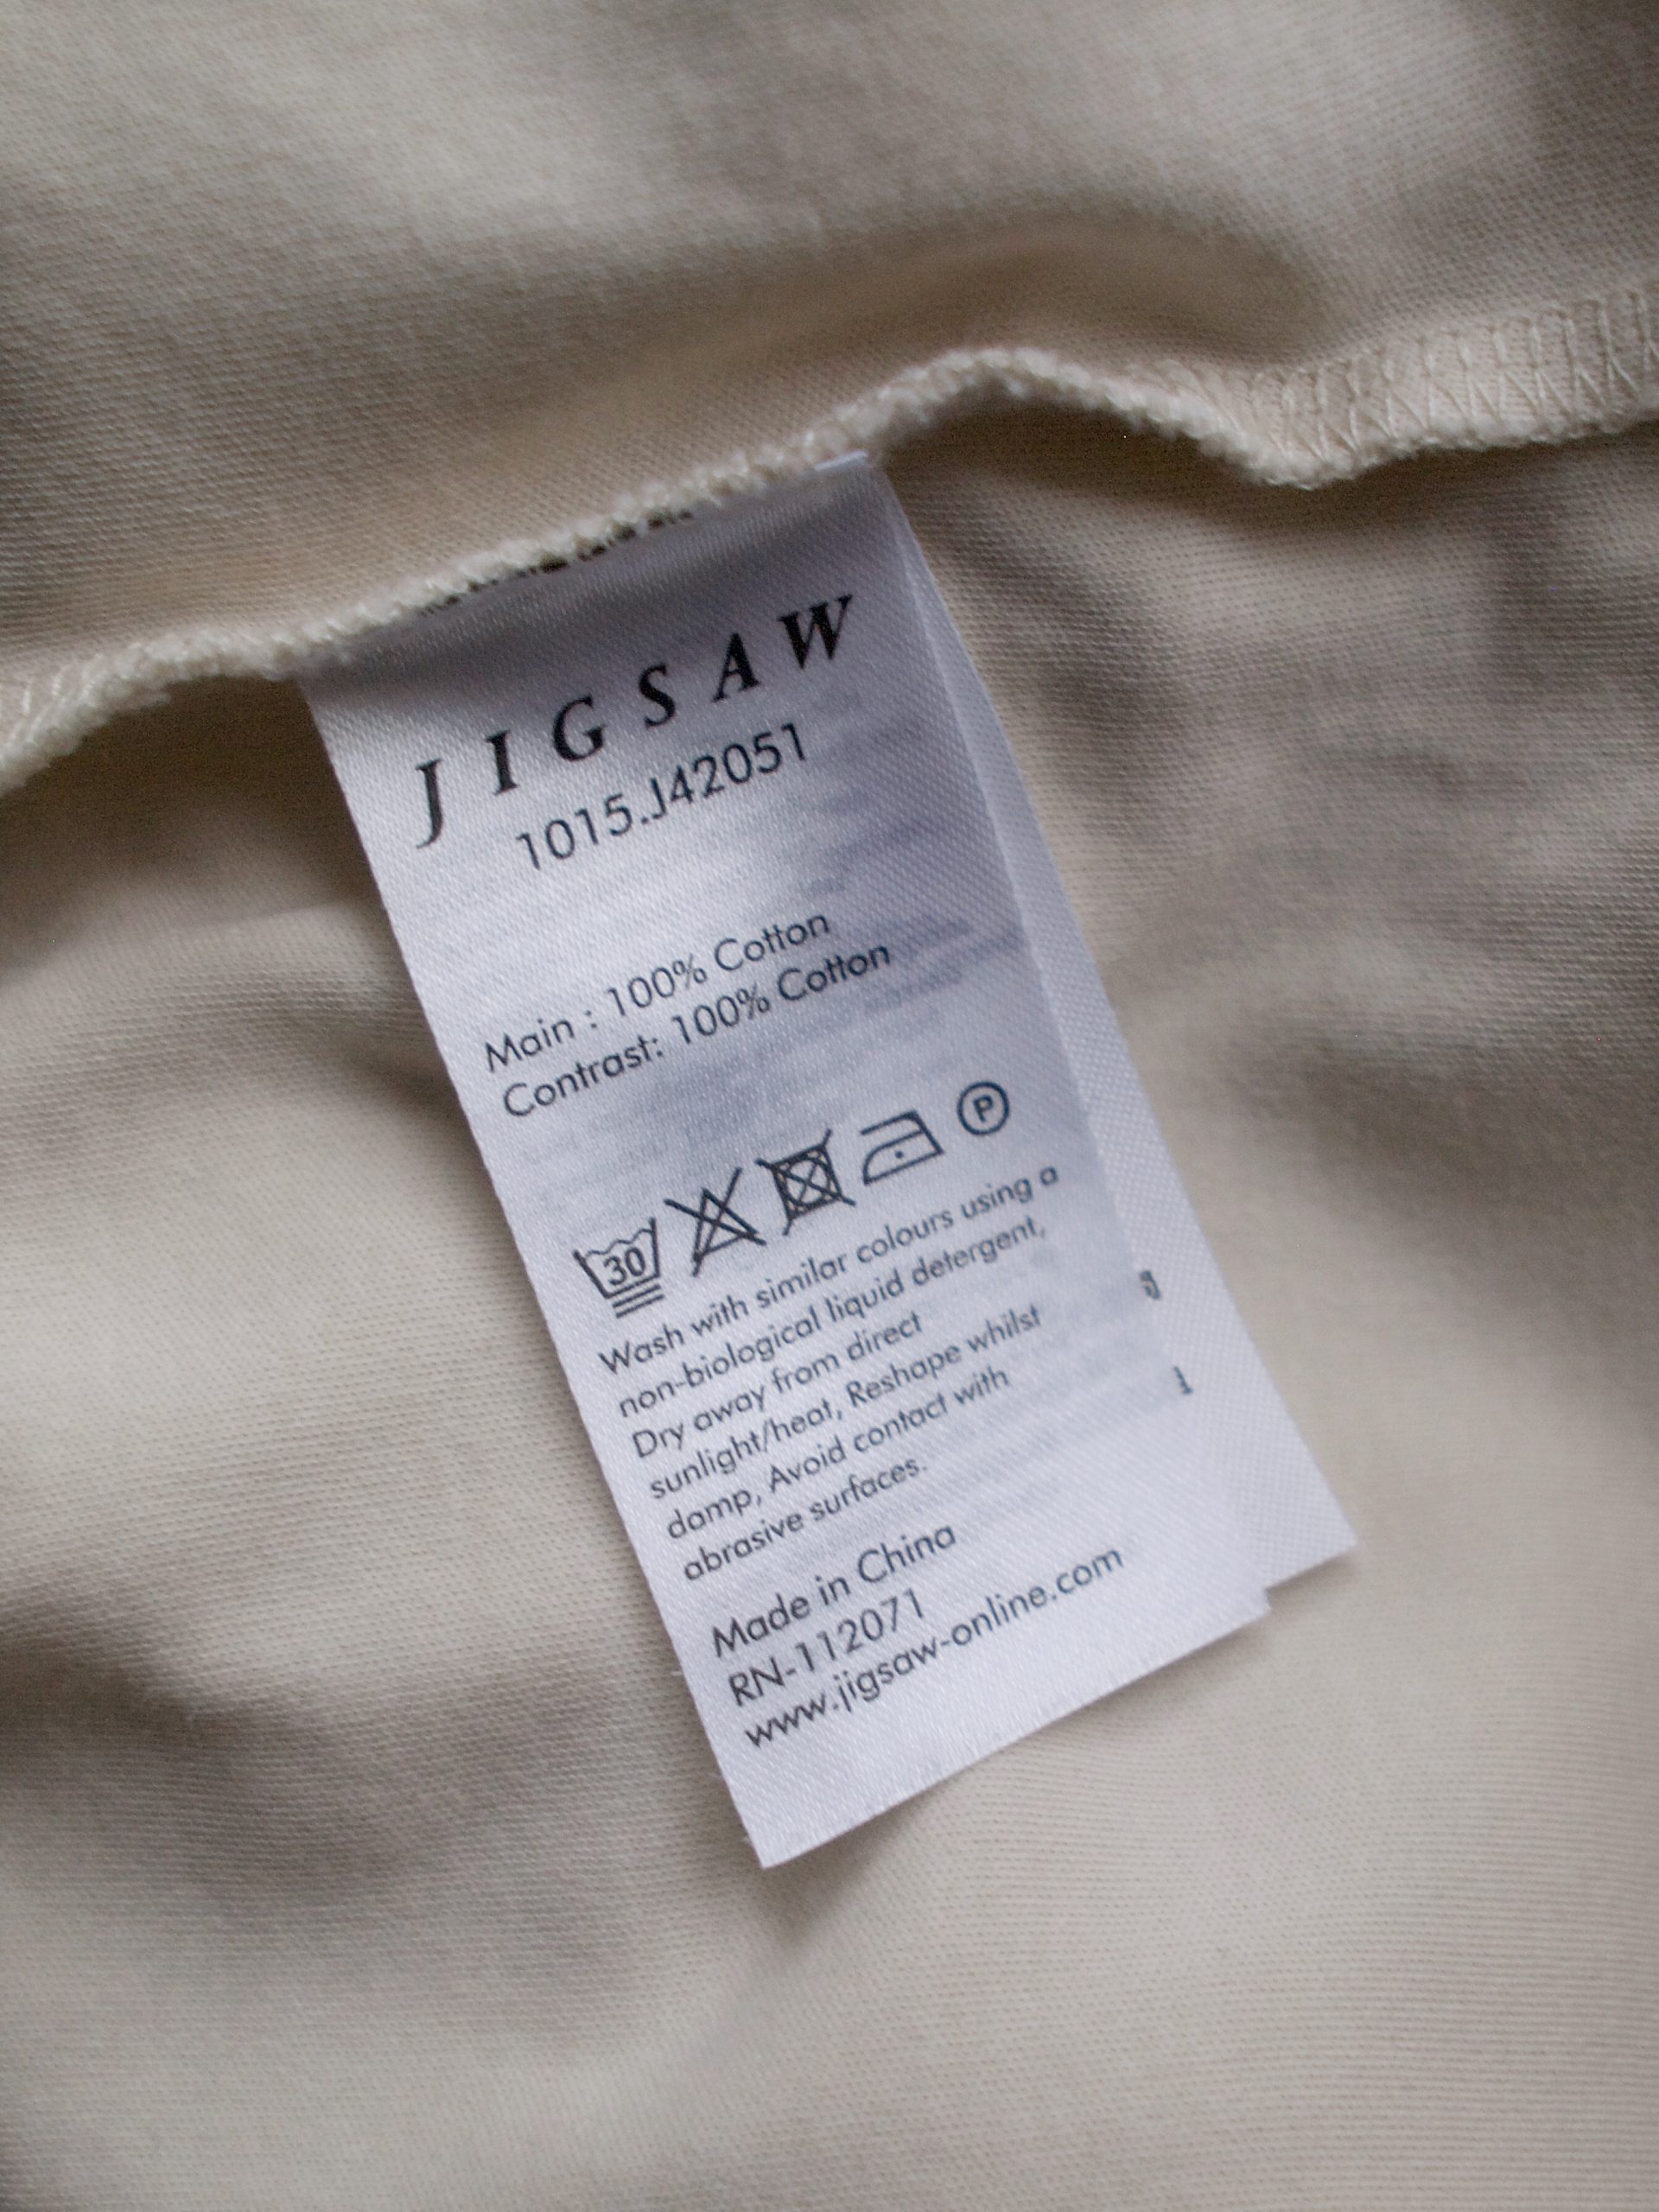 JIGSAW
1015.J42051
Main : 100% Cotton
Contrast: 100% Cotton
30
P
Wash with similar colours using a
non-biological liquid detergent,
Dry away from direct
sunlight/heat, Reshape whilst
damp, Avoid contact with
abrasive surfaces.
Made in China
RN-112071
www.jigsaw-online.com